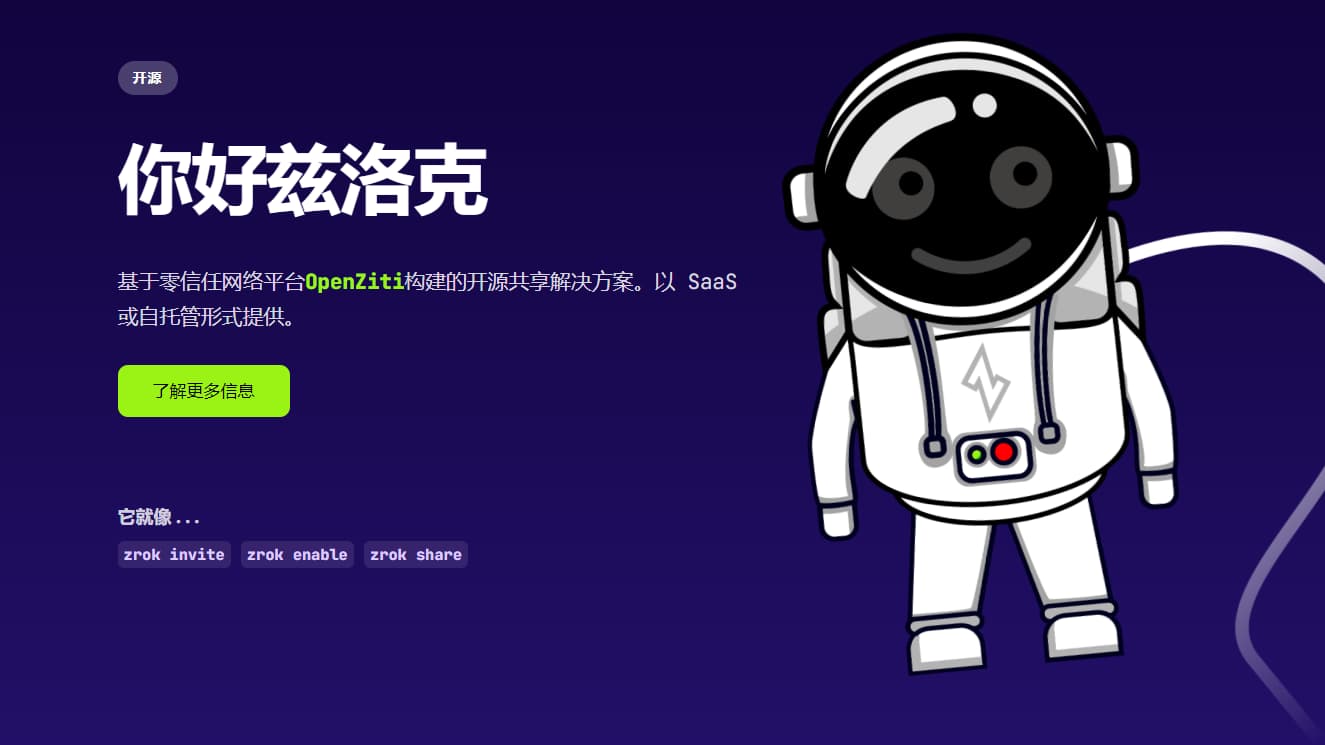 开源
你好兹洛克
基于零信任网络平台OpenZiti构建的开源共享解决方案。以 SaaS
或自托管形式提供。
了解更多信息
它就像...
zrok invite zrok enable zrok share